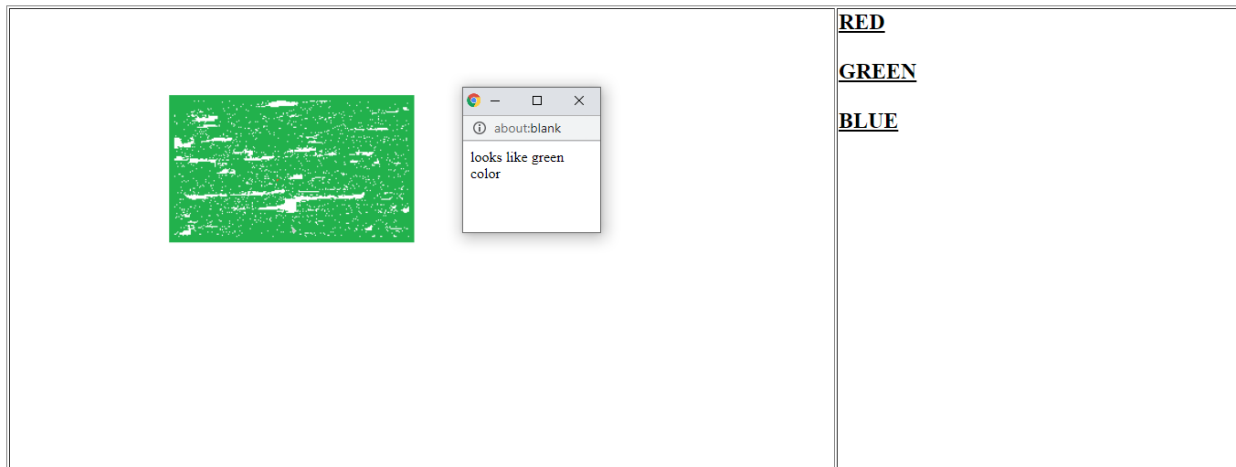 about:blank
looks like green
color
RED
GREEN
BLUE